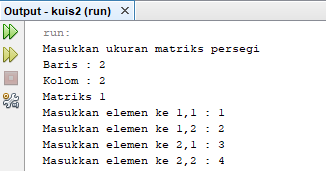 Output - kuis2 (run) X
run:
Masukkan ukuran matriks persegi
Baris : 2
Kolom : 2
Matriks 1
Masukkan elemen ke 1,1 : 1
Masukkan elemen ke 1,2 : 2
Masukkan elemen ke 2,1 : 3
Masukkan elemen ke 2,2 : 4